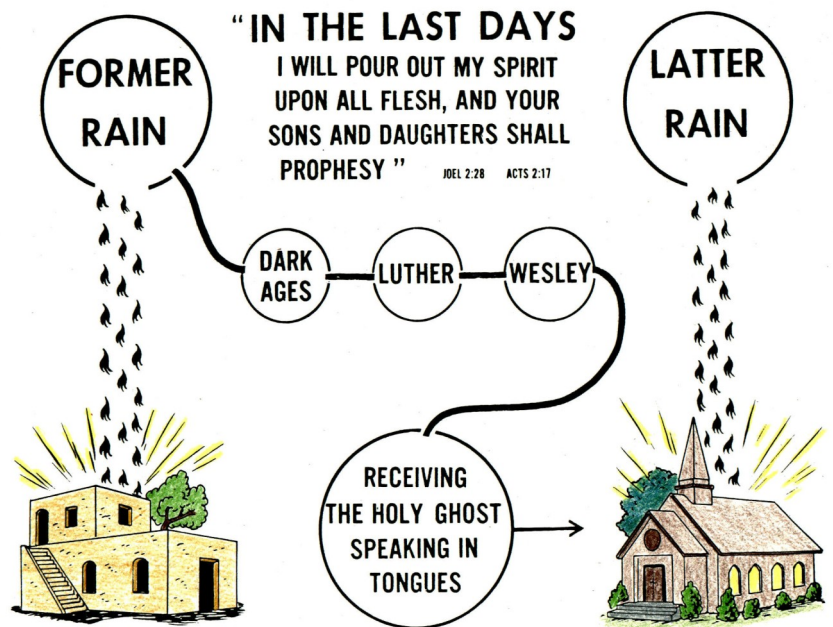 FORMER
RAIN
"IN THE LAST DAYS
I WILL POUR OUT MY SPIRIT
UPON ALL FLESH, AND YOUR
SONS AND DAUGHTERS SHALL
PROPHESY" JOEL 2:28 ACTS 2:17
LATTER
RAIN
DARK
AGES
LUTHER
WESLEY
RECEIVING
THE HOLY GHOST
SPEAKING IN
TONGUES